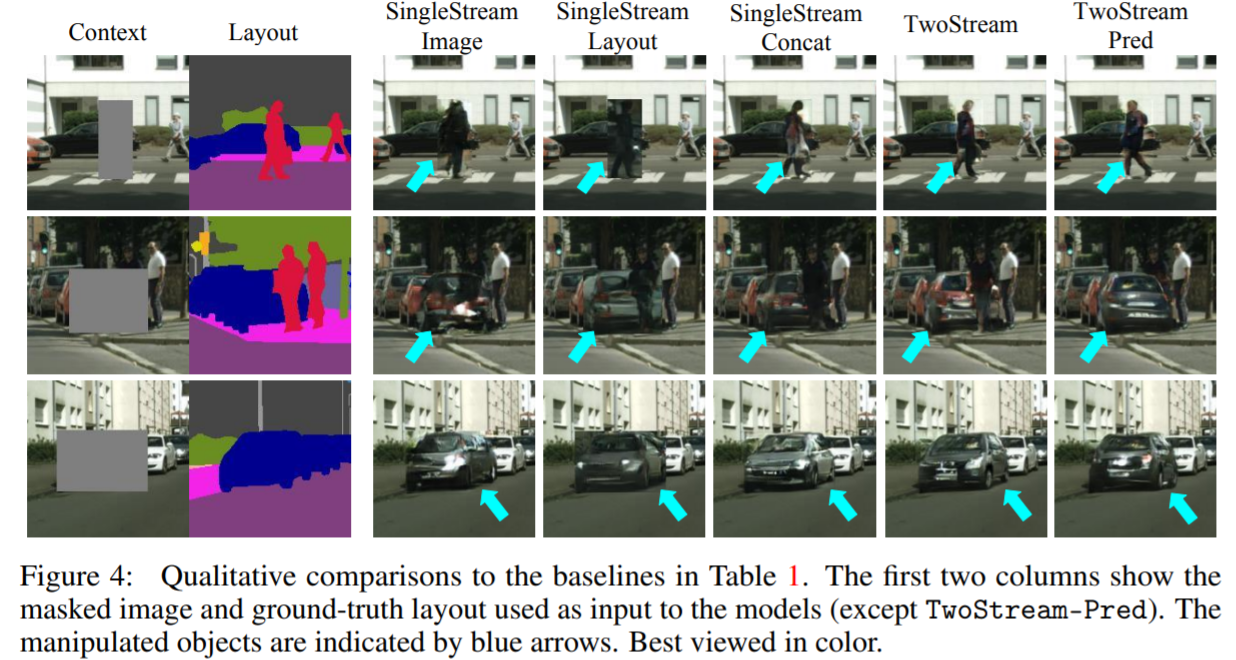 Context
Layout
SingleStream
Image
SingleStream
Layout
SingleStream
Concat
TwoStream
TwoStream
Pred
Figure 4: Qualitative comparisons to the baselines in Table 1. The first two columns show the
masked image and ground-truth layout used as input to the models (except TwoStream-Pred). The
manipulated objects are indicated by blue arrows. Best viewed in color.